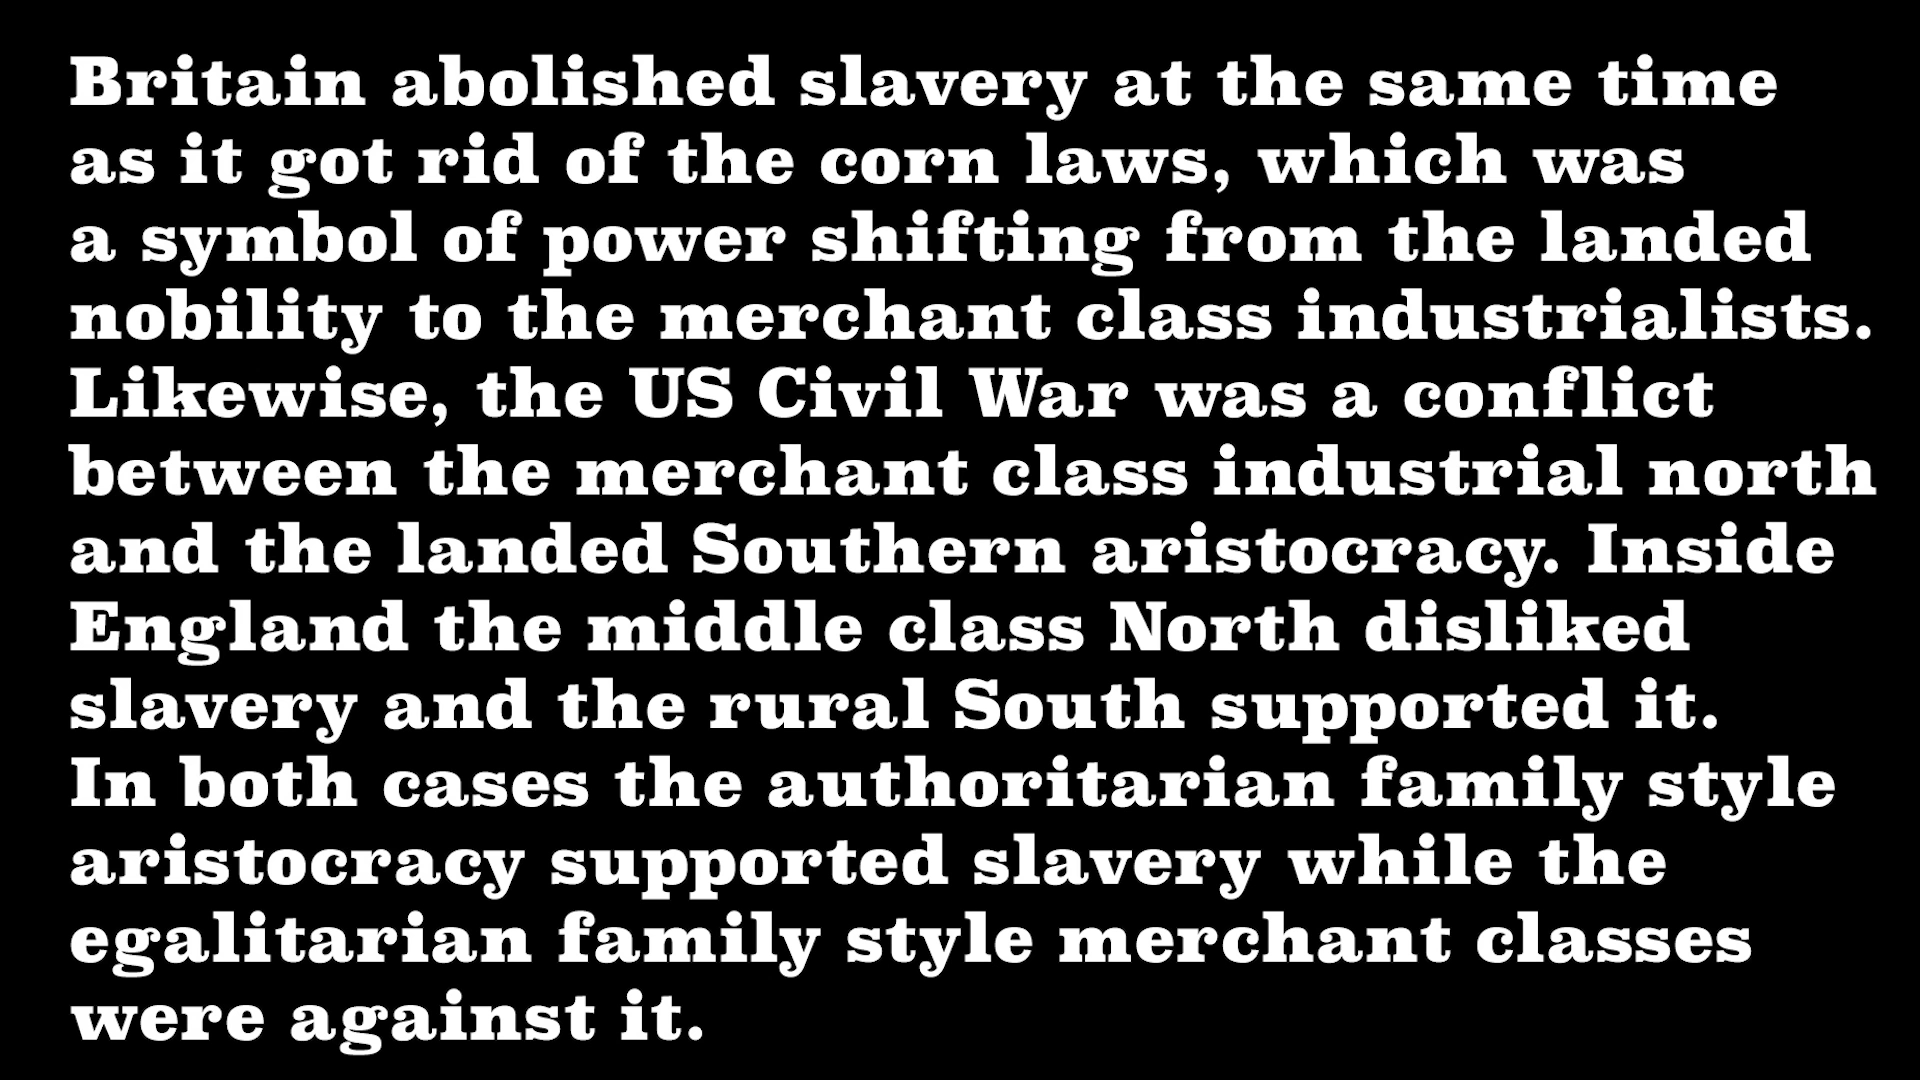 Britain abolished slavery at the same time
as it got rid of the corn laws, which was
a symbol of power shifting from the landed
nobility to the merchant class industrialists.
Likewise, the US Civil War was a conflict
between the merchant class industrial north
and the landed Southern aristocracy. Inside
England the middle class North disliked
slavery and the rural South supported it.
In both cases the authoritarian family style
aristocracy supported slavery while the
egalitarian family style merchant classes
were against it.